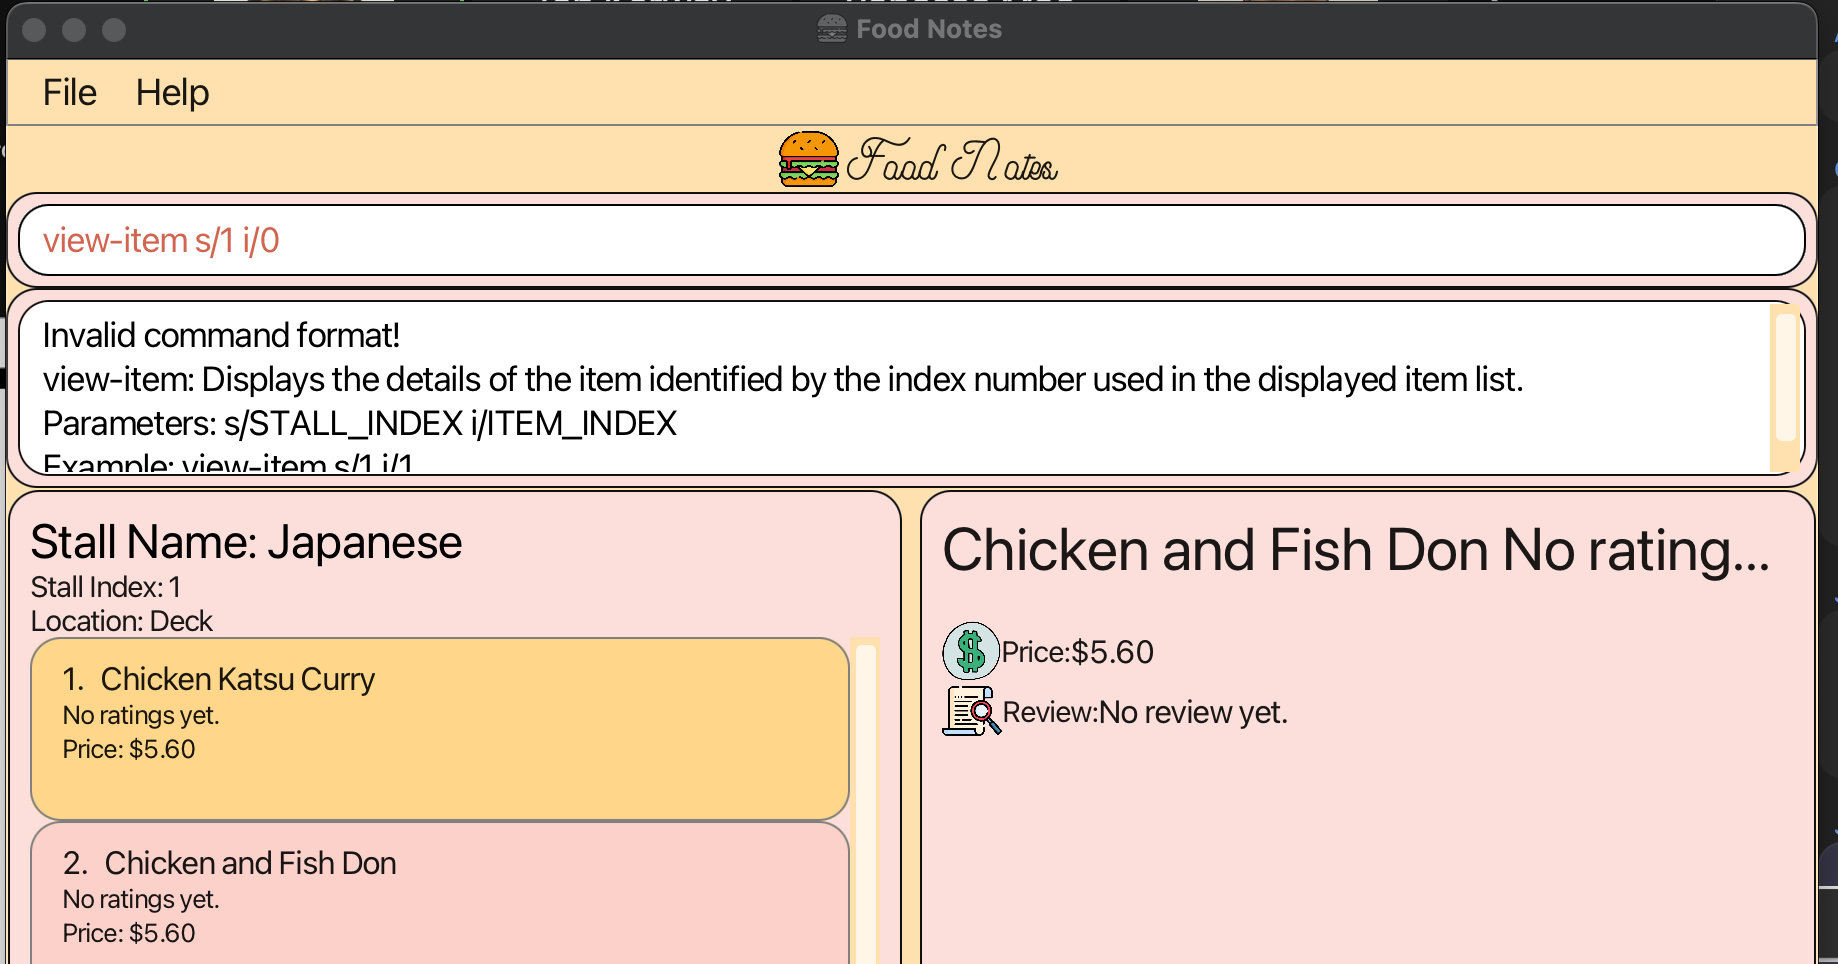 Food Notes
File Help
Food Notes
view-item s/1 i/0
Invalid command format!
view-item: Displays the details of the item identified by the index number used in the displayed item list.
Parameters: s/STALL_INDEX i/ITEM_INDEX
Example: view-item s/1 i/1
Stall Name: Japanese
Stall Index: 1
Location: Deck
1. Chicken Katsu Curry
No ratings yet.
Price: $5.60
2. Chicken and Fish Don
No ratings yet.
Price: $5.60
Chicken and Fish Don No rating...
Price:$5.60
Review:No review yet.